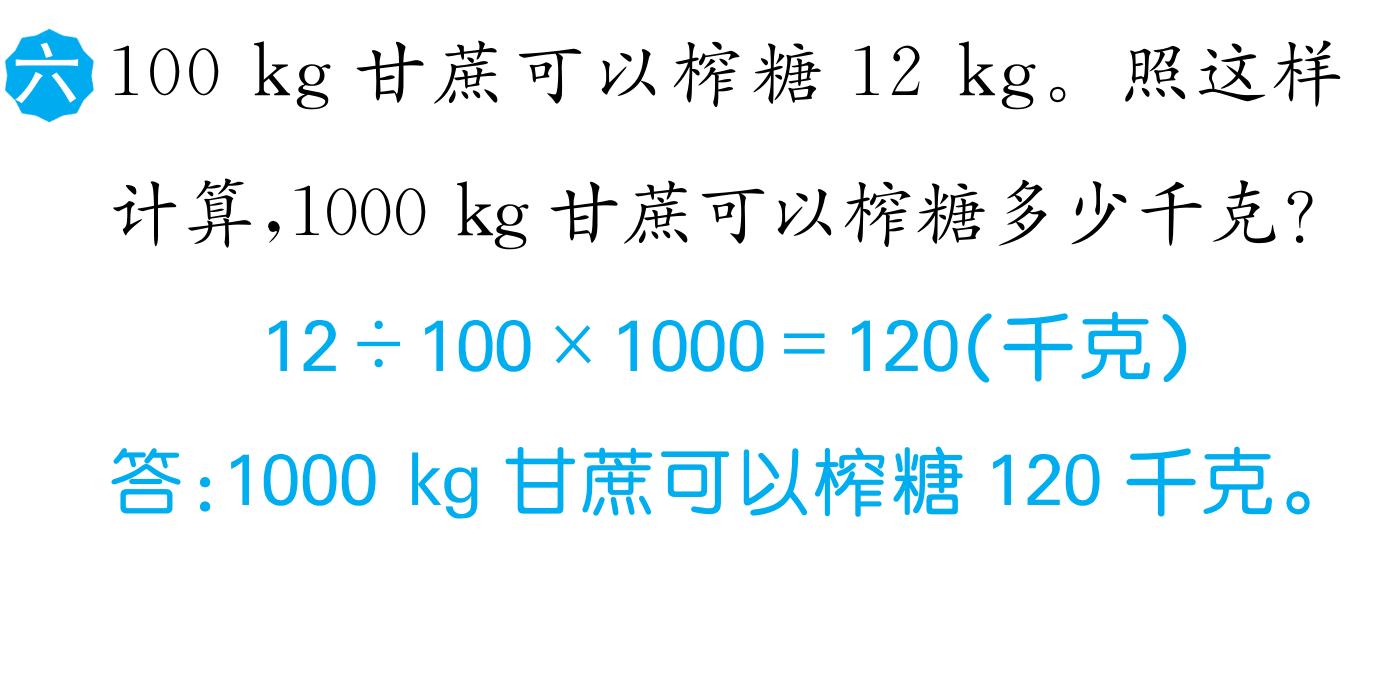 六 100 kg 甘蔗可以榨糖 12 kg。照这样
计算,1000 kg 甘蔗可以榨糖多少千克?
12÷100×1000=120(千克)
答:1000 kg 甘蔗可以榨糖 120 千克。